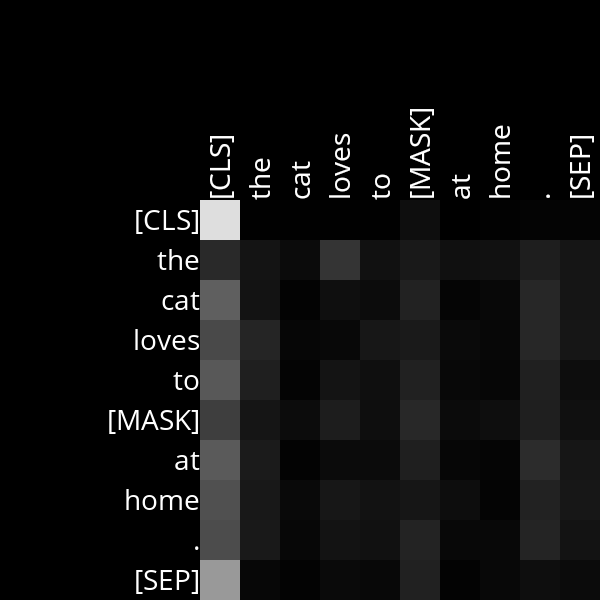 [CLS] the cat loves to [MASK] at home . [SEP]
[CLS]
the
cat
loves
to
[MASK]
at
home
.
[SEP]